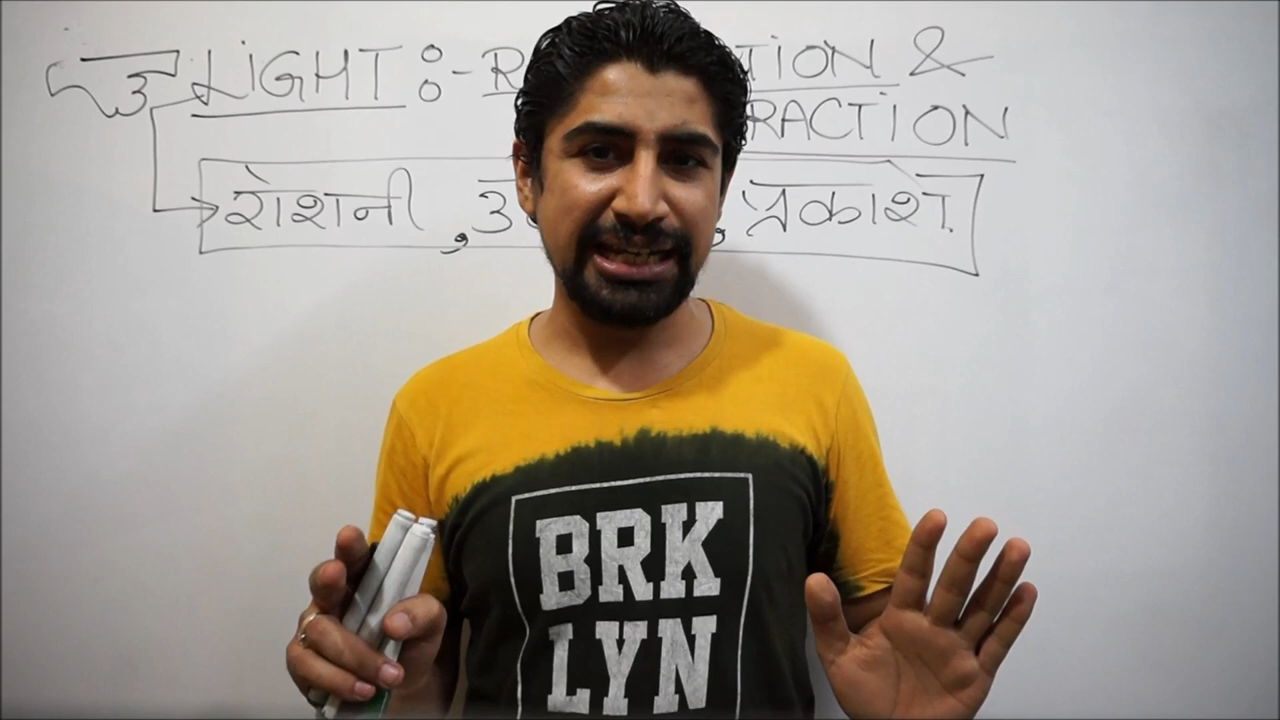 LIGHT :- R TION &
RACTION
रोशनी, प्रकाश
BRK
LYN